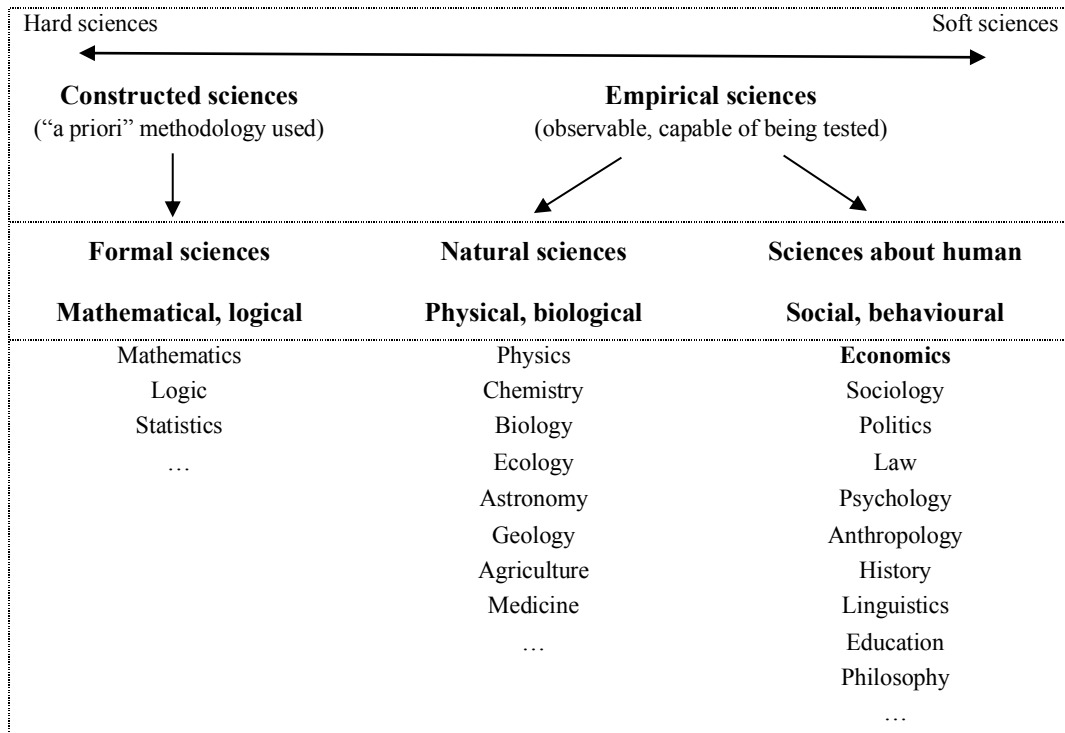 Hard sciences Soft sciences
Constructed sciences Empirical sciences
(“a priori” methodology used) (observable, capable of being tested)
Formal sciences Natural sciences Sciences about human
Mathematical, logical Physical, biological Social, behavioural
Mathematics Physics Economics
Logic Chemistry Sociology
Statistics Biology Politics
… Ecology Law
Astronomy Psychology
Geology Anthropology
Agriculture History
Medicine Linguistics
… Education
Philosophy
…